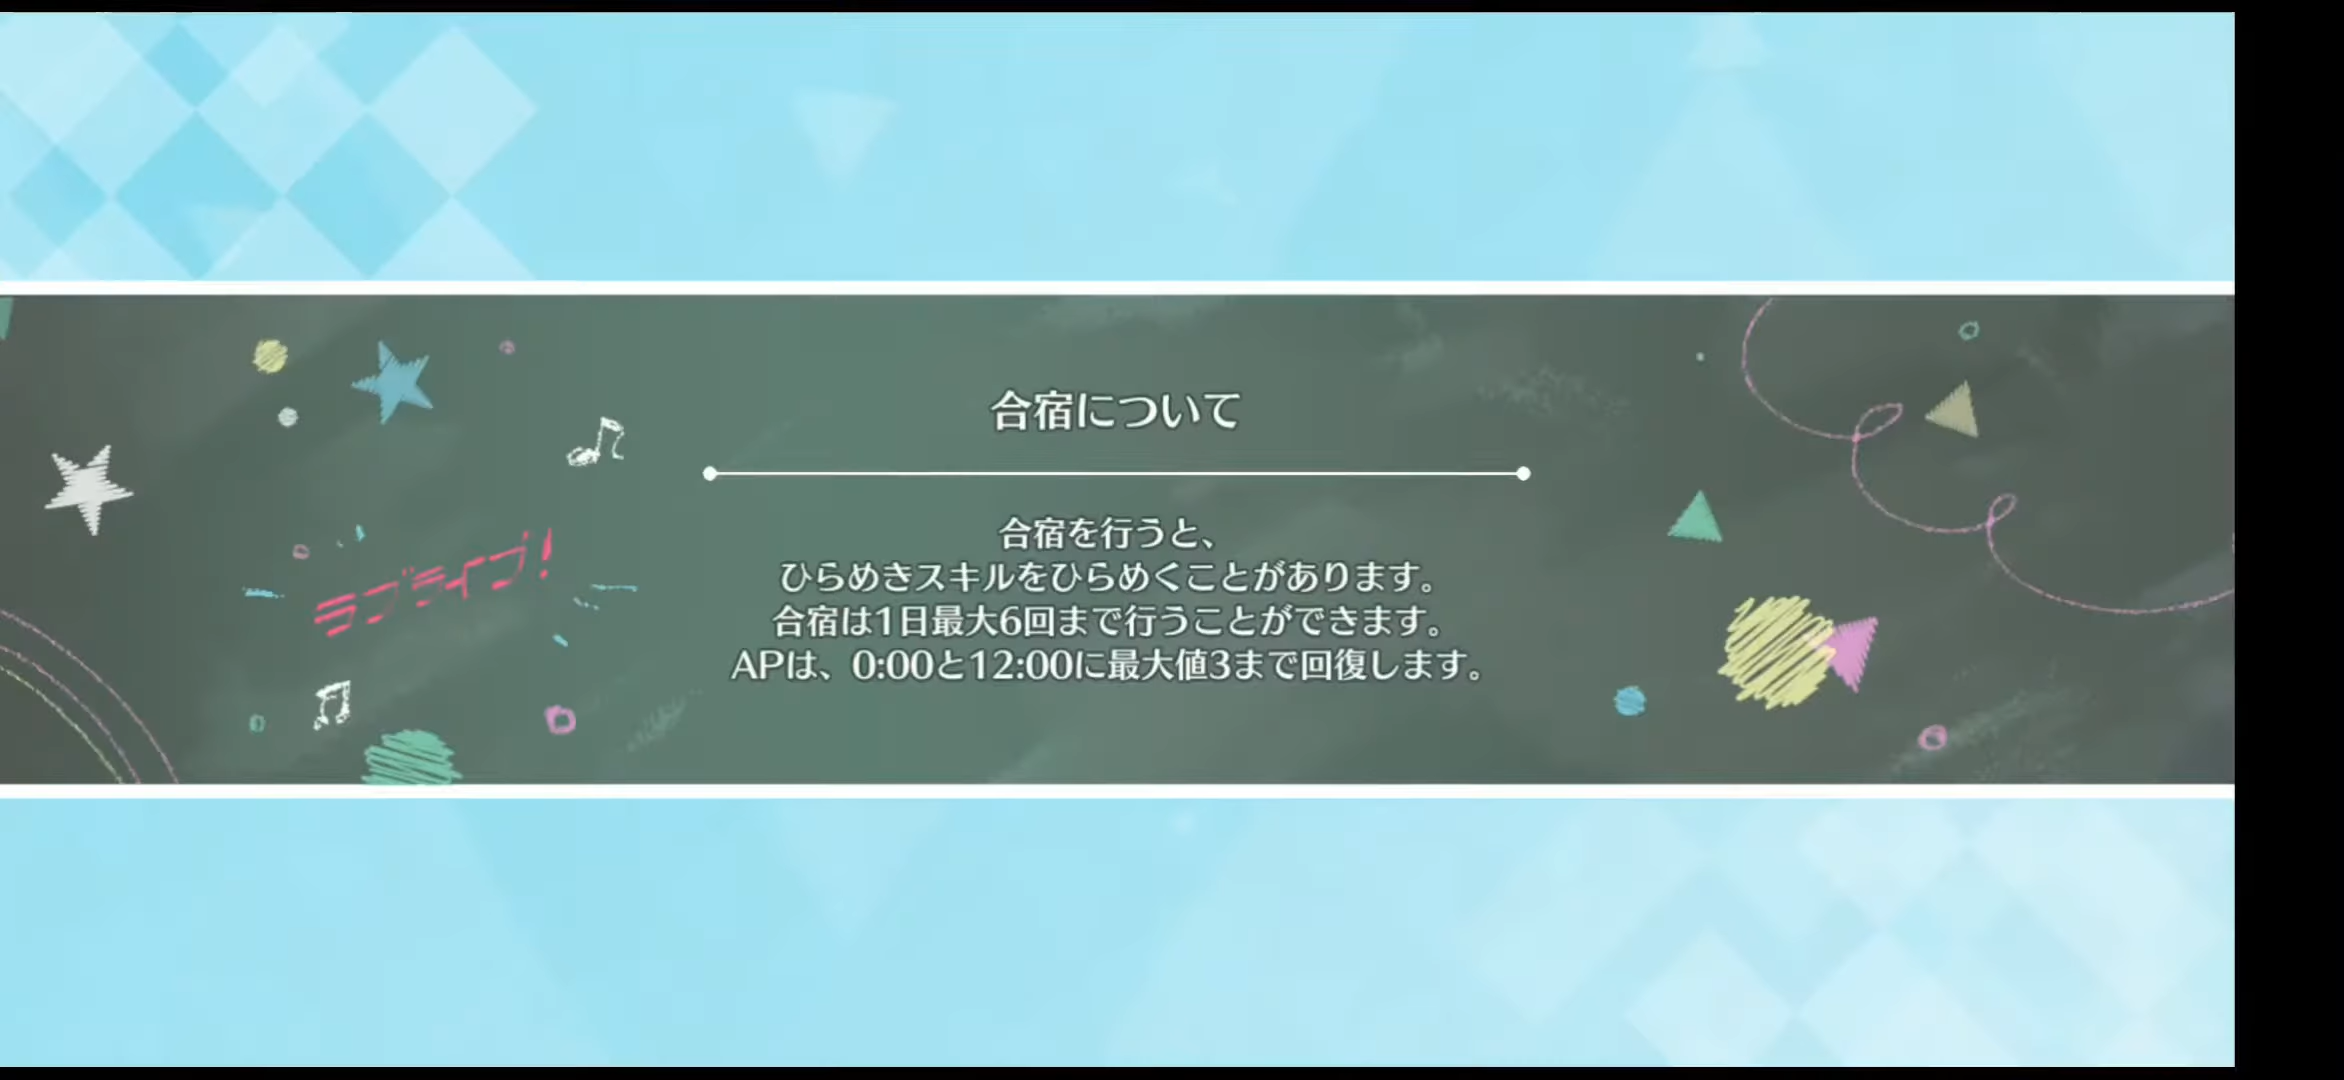 合宿について
ラブライブ!
合宿を行うと、
ひらめきスキルをひらめくことがあります。
合宿は1日最大6回まで行うことができます。
APは、0:00と12:00に最大値3まで回復します。